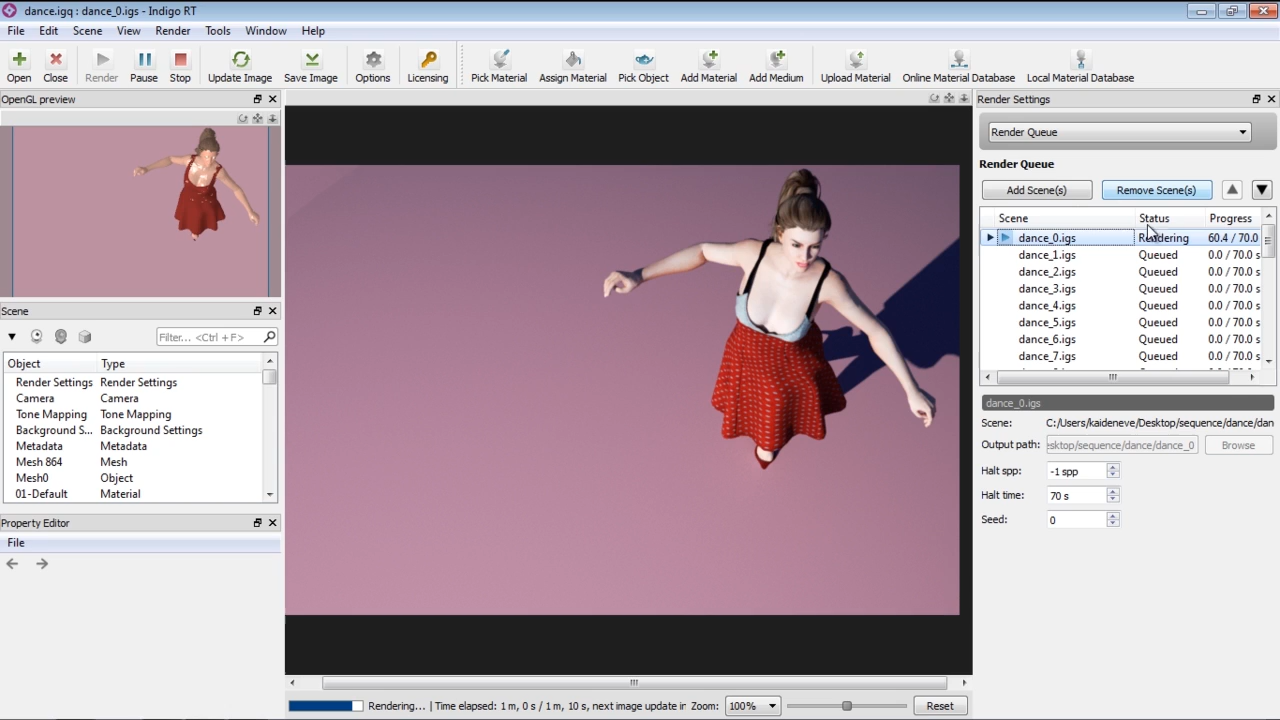 dance.igq : dance_0.igs - Indigo RT
File Edit Scene View Render Tools Window Help
Open Close Render Pause Stop Update Image Save Image Options Licensing Pick Material Assign Material Pick Object Add Material Add Medium Upload Material Online Material Database Local Material Database
OpenGL preview
Render Settings
Render Queue
Render Queue
Add Scene(s) Remove Scene(s)
Scene Status Progress
dance_0.igs Rendering 60.4 / 70.0
dance_1.igs Queued 0.0 / 70.0 s
dance_2.igs Queued 0.0 / 70.0 s
dance_3.igs Queued 0.0 / 70.0 s
dance_4.igs Queued 0.0 / 70.0 s
dance_5.igs Queued 0.0 / 70.0 s
dance_6.igs Queued 0.0 / 70.0 s
dance_7.igs Queued 0.0 / 70.0 s
dance_0.igs
Scene: C:/Users/kaideneve/Desktop/sequence/dance/dan
Output path: esktop/sequence/dance/dance_0 Browse
Halt spp: -1 spp
Halt time: 70 s
Seed: 0
Scene
Filter... <Ctrl + F>
Object Type
Render Settings Render Settings
Camera Camera
Tone Mapping Tone Mapping
Background S... Background Settings
Metadata Metadata
Mesh 864 Mesh
Mesh0 Object
01-Default Material
Property Editor
File
Rendering... | Time elapsed: 1 m, 0 s / 1 m, 10 s, next image update in Zoom: 100% Reset